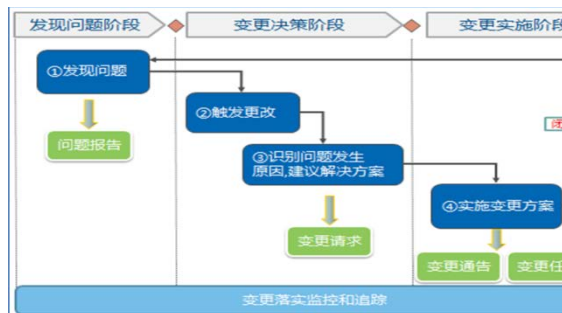 发现问题阶段
变更决策阶段
变更实施阶段
①发现问题
②触发更改
问题报告
③识别问题发生
原因,建议解决方案
④实施变更方案
变更请求
变更通告
变更任
变更落实监控和追踪